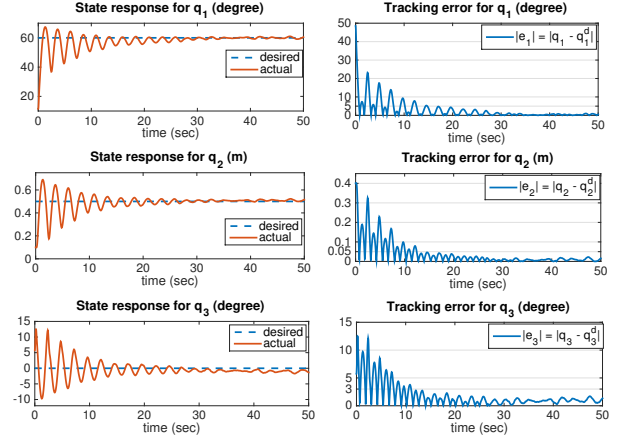 State response for q1 (degree)
60
40
20
desired
actual
0 10 20 30 40 50
time (sec)
Tracking error for q1 (degree)
50
40
30
20
10
5
0
|e1| = |q1 - q1^d|
0 10 20 30 40 50
time (sec)
State response for q2 (m)
0.6
0.4
0.2
0
desired
actual
0 10 20 30 40 50
time (sec)
Tracking error for q2 (m)
0.4
0.3
0.2
0.1
0.05
0
|e2| = |q2 - q2^d|
0 10 20 30 40 50
time (sec)
State response for q3 (degree)
15
10
5
0
-5
-10
desired
actual
0 10 20 30 40 50
time (sec)
Tracking error for q3 (degree)
15
10
5
3
0
|e3| = |q3 - q3^d|
0 10 20 30 40 50
time (sec)